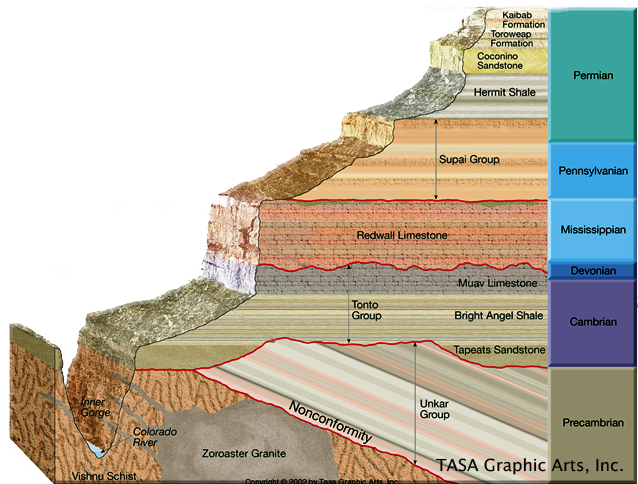 Kaibab
Formation
Toroweap
Formation
Coconino
Sandstone
Permian
Hermit Shale
Supai Group
Pennsylvanian
Mississippian
Redwall Limestone
Devonian
Muav Limestone
Tonto
Group
Bright Angel Shale
Cambrian
Tapeats Sandstone
Inner
Gorge
Nonconformity
Unkar
Group
Precambrian
Colorado
River
Zoroaster Granite
TASA Graphic Arts, Inc.
Vishnu Schist
Copyright © 2002 by Tasa Graphic Arts, Inc.